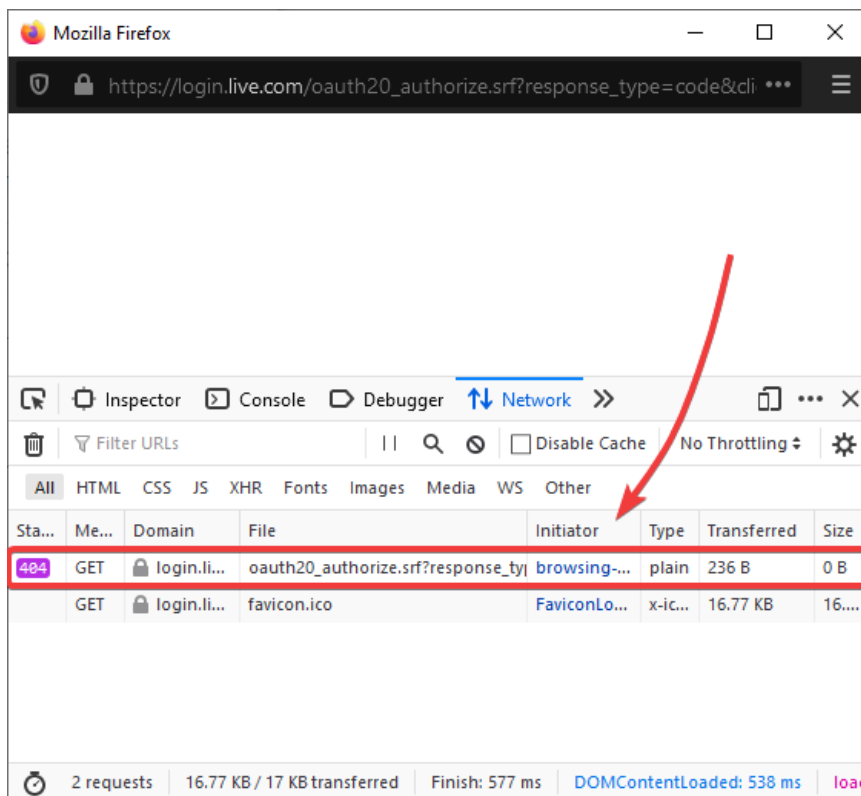 Mozilla Firefox
https://login.live.com/oauth20_authorize.srf?response_type=code&cli
Inspector Console Debugger Network
Filter URLs Disable Cache No Throttling
All HTML CSS JS XHR Fonts Images Media WS Other
Sta... Me... Domain File Initiator Type Transferred Size
404 GET login.li... oauth20_authorize.srf?response_ty browsing-... plain 236 B 0 B
GET login.li... favicon.ico FaviconLo... x-ic... 16.77 KB 16....
2 requests 16.77 KB / 17 KB transferred Finish: 577 ms DOMContentLoaded: 538 ms loa